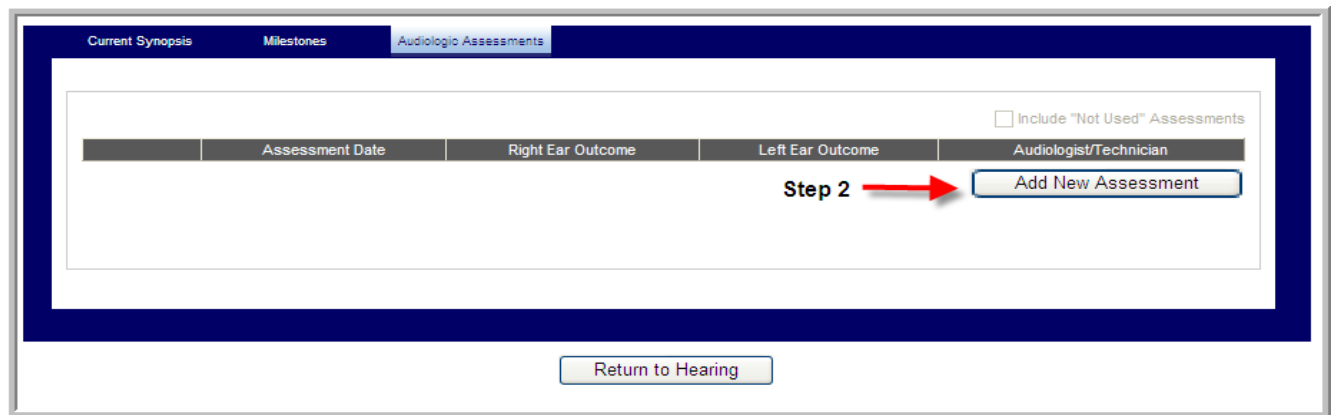 Current Synopsis Milestones Audiologic Assessments
Include "Not Used" Assessments
Assessment Date Right Ear Outcome Left Ear Outcome Audiologist/Technician
Step 2 Add New Assessment
Return to Hearing